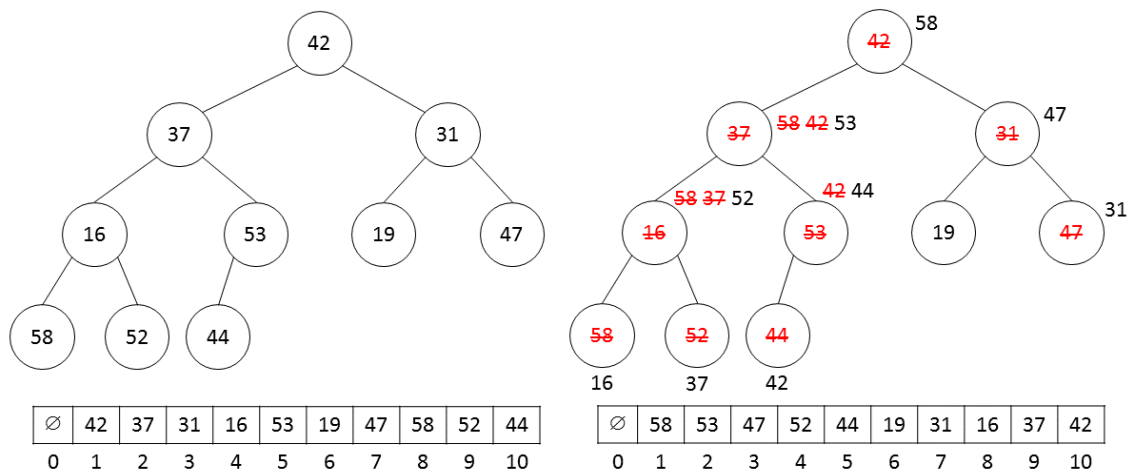 42
37 31
16 53 19 47
58 52 44
∅ 42 37 31 16 53 19 47 58 52 44
0 1 2 3 4 5 6 7 8 9 10
42 58
37 58 42 53 31 47
16 58 37 52 53 42 44 19 47 31
58 52 44
16 37 42
∅ 58 53 47 52 44 19 31 16 37 42
0 1 2 3 4 5 6 7 8 9 10